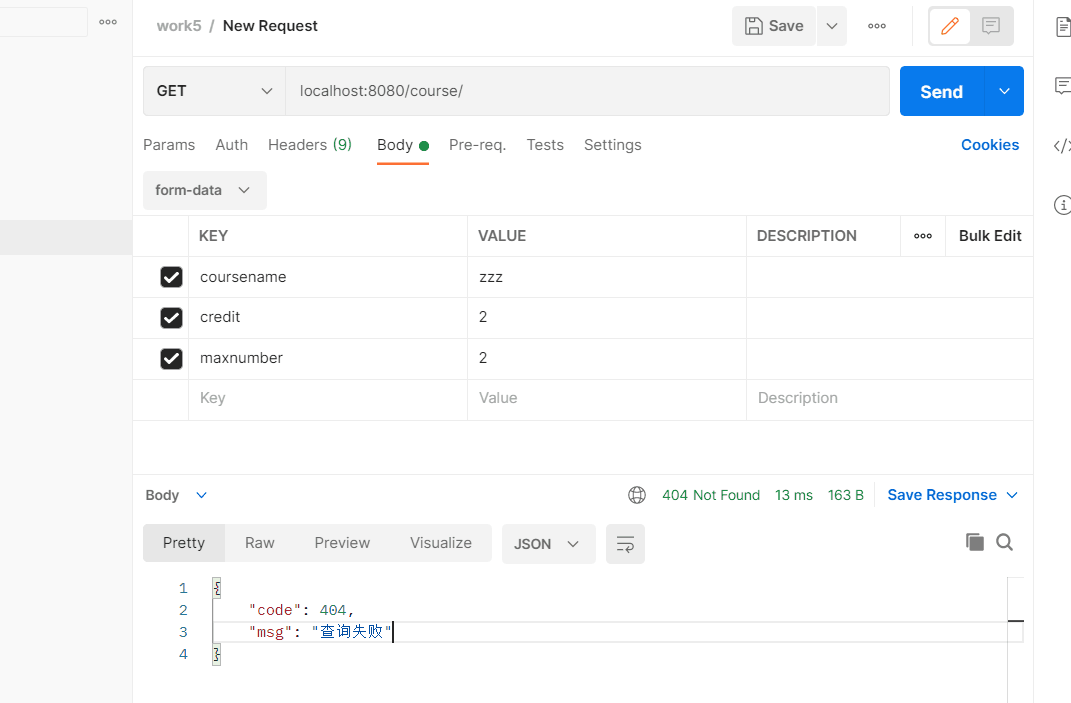 work5 / New Request
Save
GET
localhost:8080/course/
Send
Params Auth Headers (9) Body Pre-req. Tests Settings Cookies
form-data
KEY VALUE DESCRIPTION Bulk Edit
coursename zzz
credit 2
maxnumber 2
Key Value Description
Body 404 Not Found 13 ms 163 B Save Response
Pretty Raw Preview Visualize JSON
1 {
2 "code": 404,
3 "msg": "查询失败"
4 }